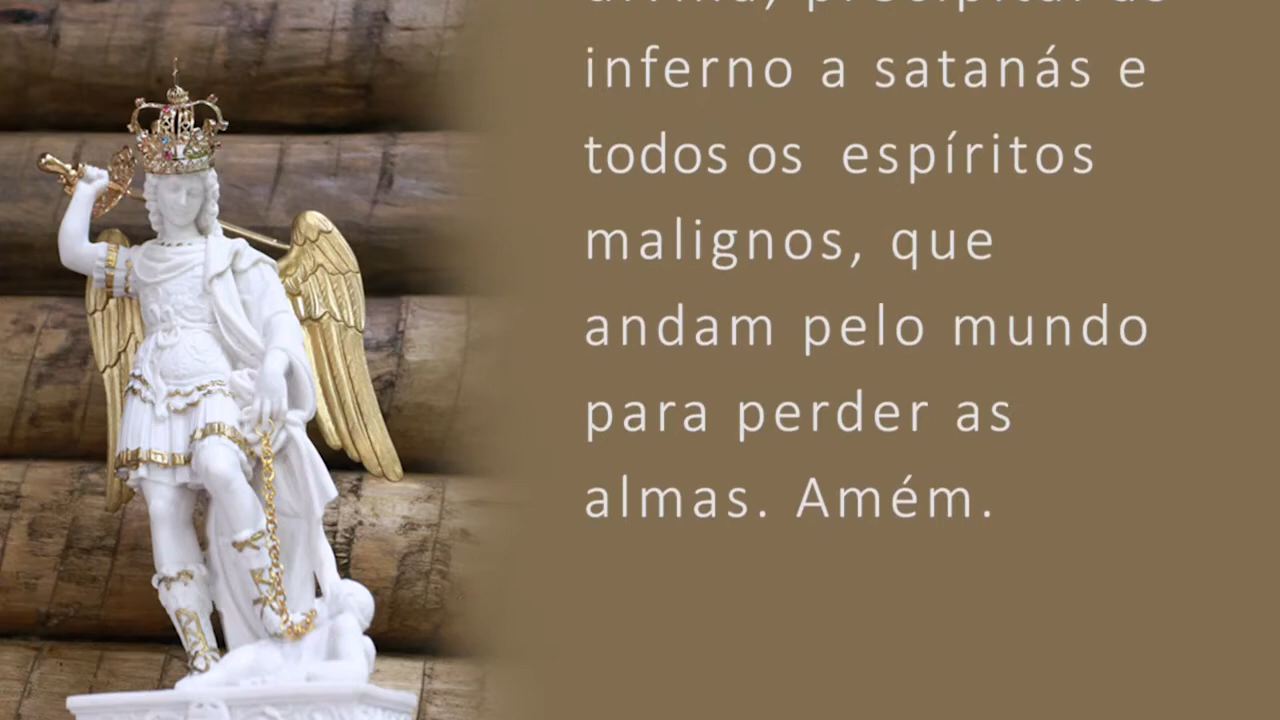 inferno a satanás e
todos os espíritos
malignos, que
andam pelo mundo
para perder as
almas. Amém.